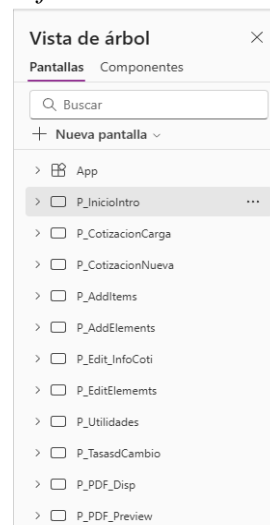 Vista de árbol
Pantallas Componentes
Buscar
Nueva pantalla
App
P_InicioIntro
P_CotizacionCarga
P_CotizacionNueva
P_AddItems
P_AddElements
P_Edit_InfoCoti
P_EditElememts
P_Utilidades
P_TasasdCambio
P_PDF_Disp
P_PDF_Preview